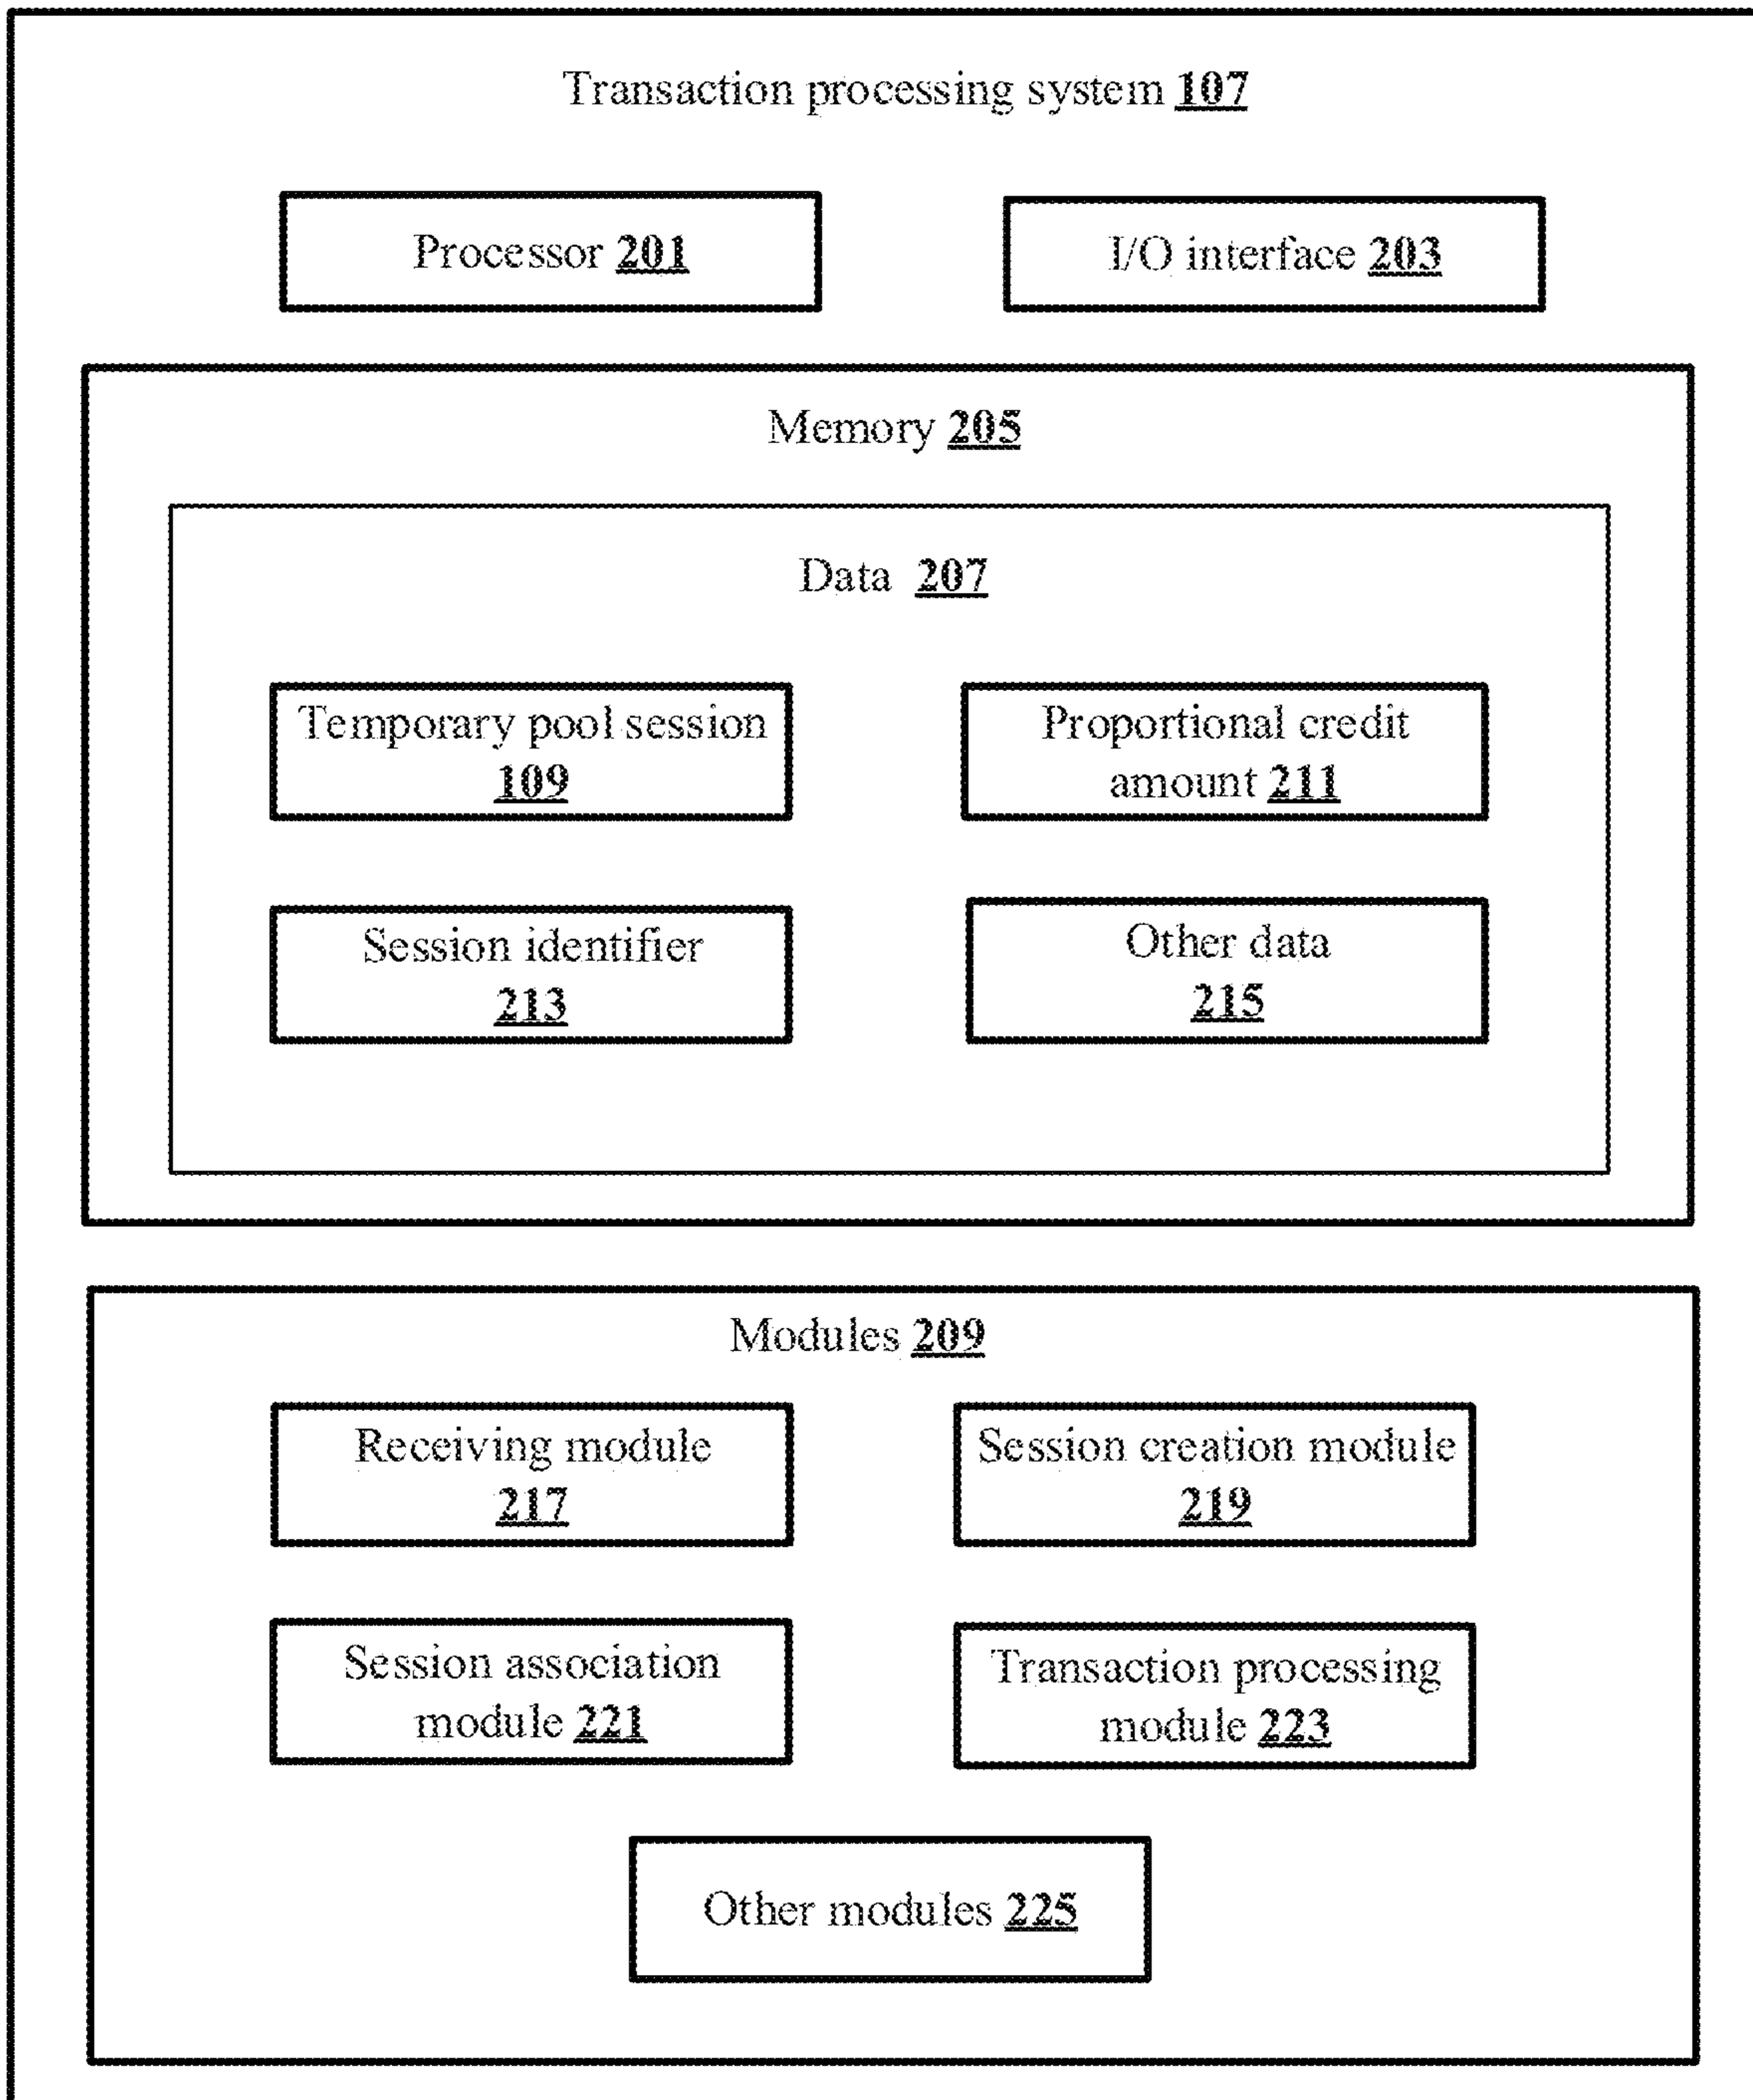 Transaction processing system 107
Processor 201
I/O interface 203
Memory 205
Data 207
Temporary pool session
109
Proportional credit
amount 211
Session identifier
213
Other data
215
Modules 209
Receiving module
217
Session creation module
219
Session association
module 221
Transaction processing
module 223
Other modules 225